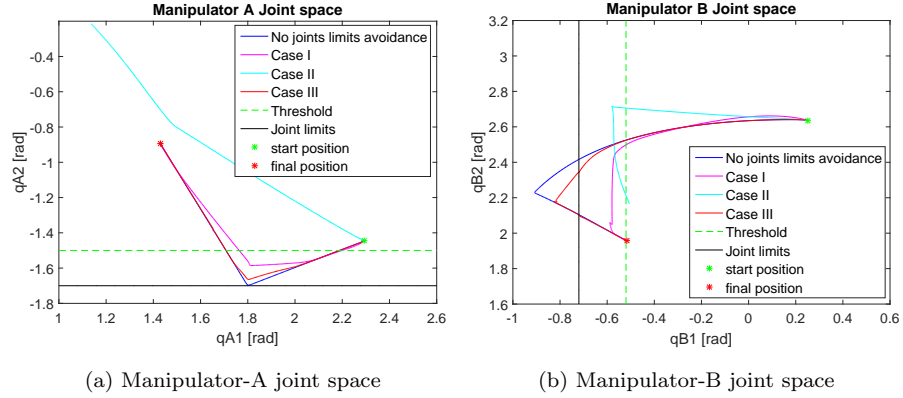 Manipulator A Joint space
-0.4
-0.6
-0.8
-1
-1.2
-1.4
-1.6
-1.8
qA2 [rad]
1
1.2
1.4
1.6
1.8
2
2.2
2.4
2.6
qA1 [rad]
No joints limits avoidance
Case I
Case II
Case III
Threshold
Joint limits
start position
final position
(a) Manipulator-A joint space
Manipulator B Joint space
3.2
3
2.8
2.6
2.4
2.2
2
1.8
1.6
qB2 [rad]
-1
-0.8
-0.6
-0.4
-0.2
0
0.2
0.4
0.6
qB1 [rad]
No joints limits avoidance
Case I
Case II
Case III
Threshold
Joint limits
start position
final position
(b) Manipulator-B joint space